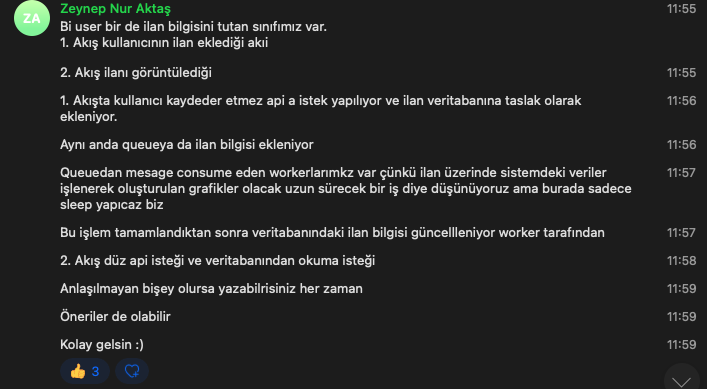 ZA
Zeynep Nur Aktaş 11:55
Bi user bir de ilan bilgisini tutan sınıfımız var.
1. Akış kullanıcının ilan eklediği akıi
2. Akış ilanı görüntülediği 11:55
1. Akışta kullanıcı kaydeder etmez api a istek yapılıyor ve ilan veritabanına taslak olarak 11:56
ekleniyor.
Aynı anda queueya da ilan bilgisi ekleniyor 11:56
Queuedan mesage consume eden workerlarımkz var çünkü ilan üzerinde sistemdeki veriler 11:57
işlenerek oluşturulan grafikler olacak uzun sürecek bir iş diye düşünüyoruz ama burada sadece
sleep yapıcaz biz
Bu işlem tamamlandıktan sonra veritabanındaki ilan bilgisi güncellleniyor worker tarafından 11:57
2. Akış düz api isteği ve veritabanından okuma isteği 11:58
Anlaşılmayan bişey olursa yazabilrisiniz her zaman 11:59
Öneriler de olabilir 11:59
Kolay gelsin :) 11:59
👍 3